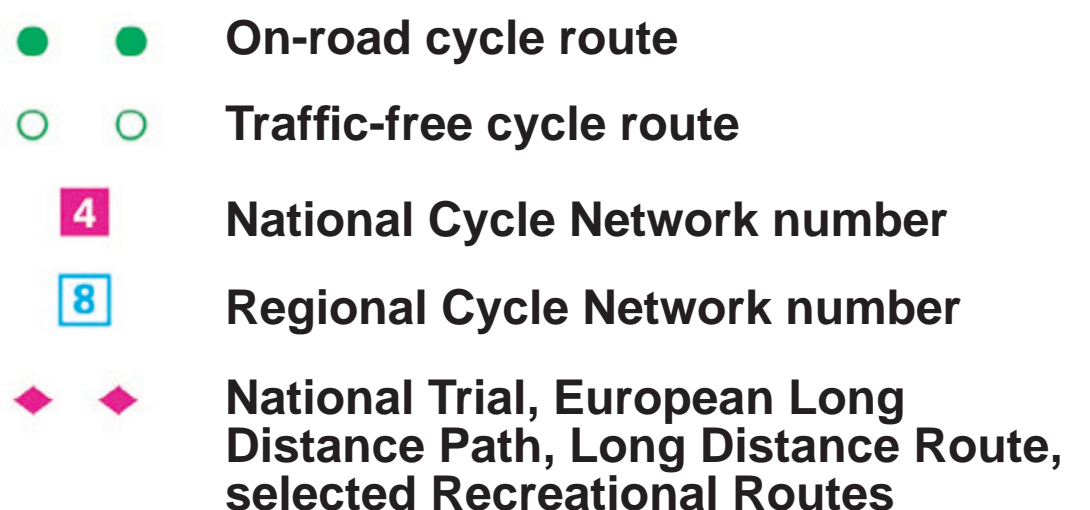 On-road cycle route
Traffic-free cycle route
4
National Cycle Network number
8
Regional Cycle Network number
National Trial, European Long
Distance Path, Long Distance Route,
selected Recreational Routes